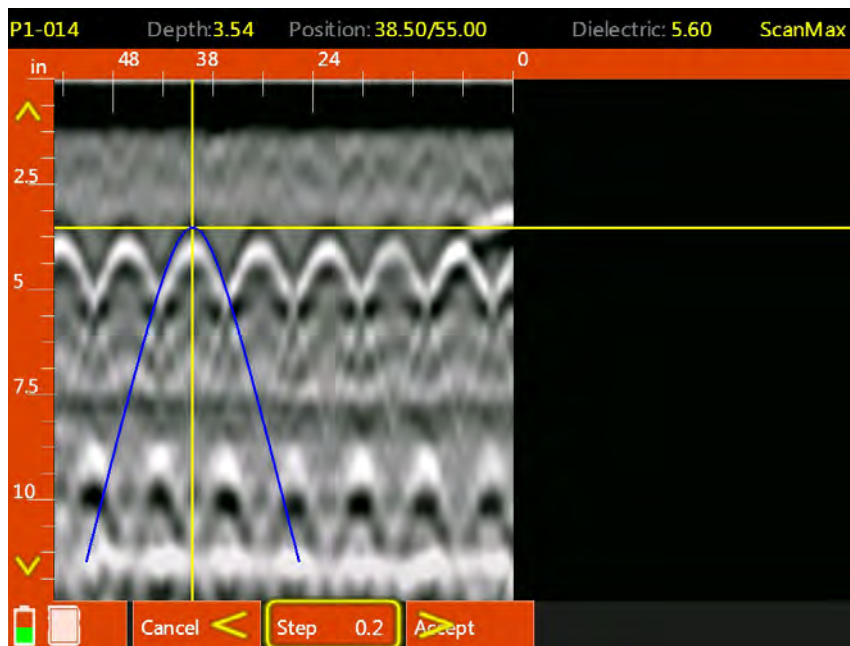 P1-014 Depth:3.54 Position: 38.50/55.00 Dielectric: 5.60 ScanMax
in 48 38 24 0
2.5
5
7.5
10
Cancel < Step 0.2 > Accept